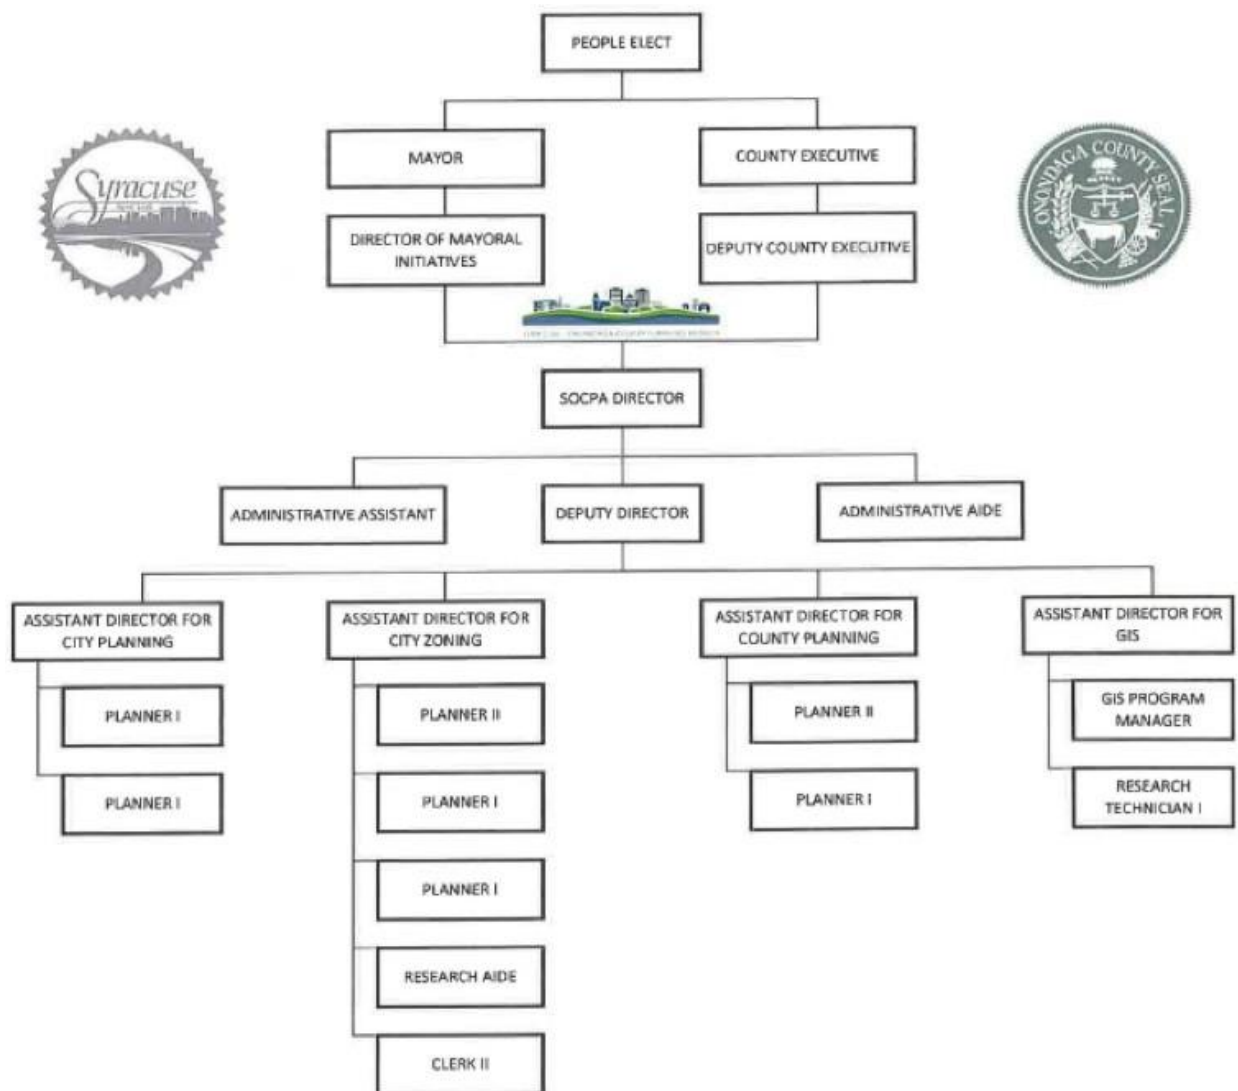 PEOPLE ELECT
MAYOR
COUNTY EXECUTIVE
Syracuse
ONONDAGA COUNTY SEAL
DIRECTOR OF MAYORAL
INITIATIVES
DEPUTY COUNTY EXECUTIVE
SOCPA DIRECTOR
ADMINISTRATIVE ASSISTANT
DEPUTY DIRECTOR
ADMINISTRATIVE AIDE
ASSISTANT DIRECTOR FOR
CITY PLANNING
ASSISTANT DIRECTOR FOR
CITY ZONING
ASSISTANT DIRECTOR FOR
COUNTY PLANNING
ASSISTANT DIRECTOR FOR
GIS
PLANNER I
PLANNER II
PLANNER II
GIS PROGRAM
MANAGER
PLANNER I
PLANNER I
PLANNER I
RESEARCH
TECHNICIAN I
PLANNER I
RESEARCH AIDE
CLERK II